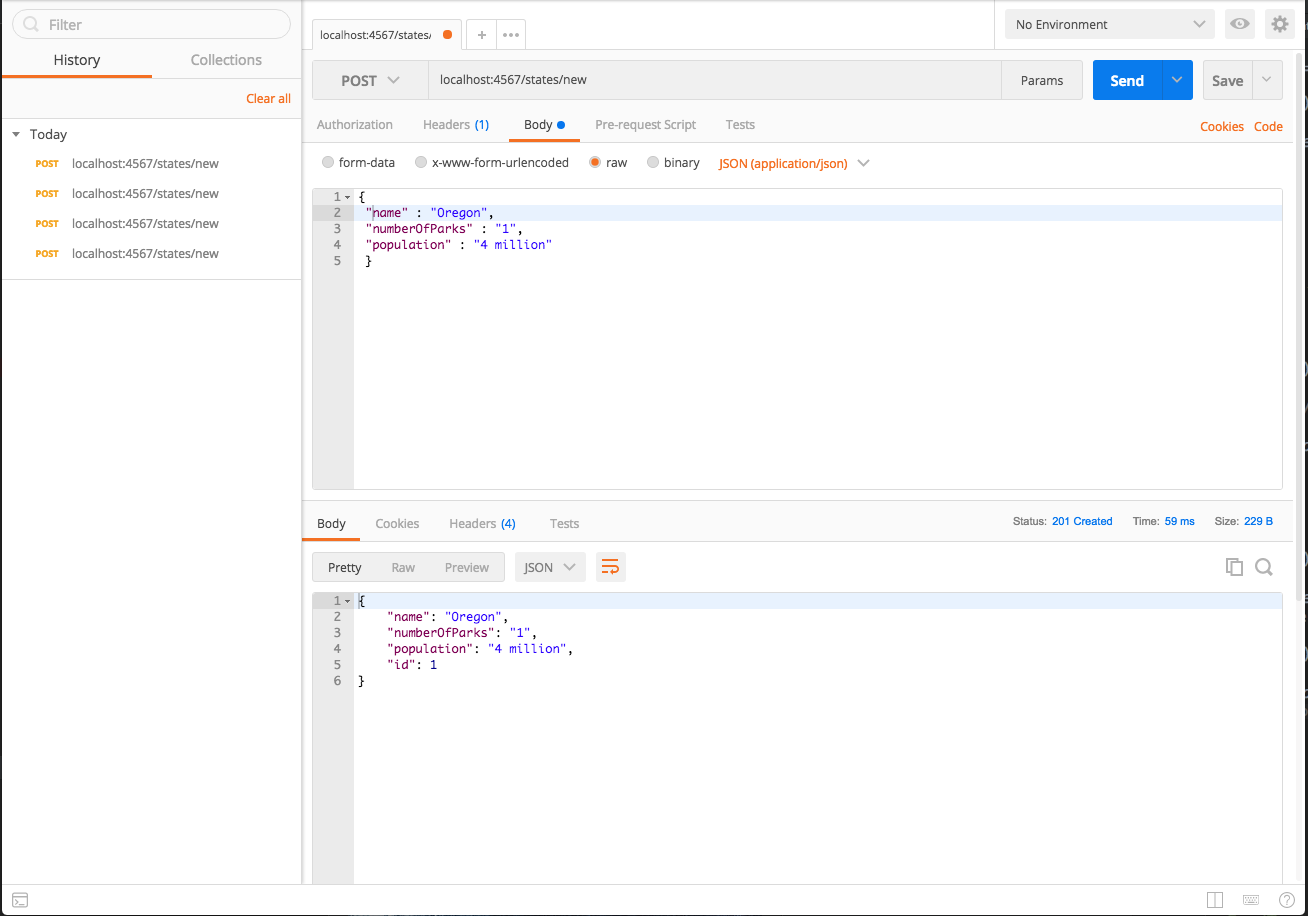 Filter
History Collections
Clear all
Today
POST localhost:4567/states/new
POST localhost:4567/states/new
POST localhost:4567/states/new
POST localhost:4567/states/new
localhost:4567/states/ + •••
No Environment
POST localhost:4567/states/new Params Send Save
Authorization Headers (1) Body Pre-request Script Tests Cookies Code
form-data x-www-form-urlencoded raw binary JSON (application/json)
1 {
2 "name" : "Oregon",
3 "numberOfParks" : "1",
4 "population" : "4 million"
5 }
Body Cookies Headers (4) Tests Status: 201 Created Time: 59 ms Size: 229 B
Pretty Raw Preview JSON
1 {
2 "name": "Oregon",
3 "numberOfParks": "1",
4 "population": "4 million",
5 "id": 1
6 }
?